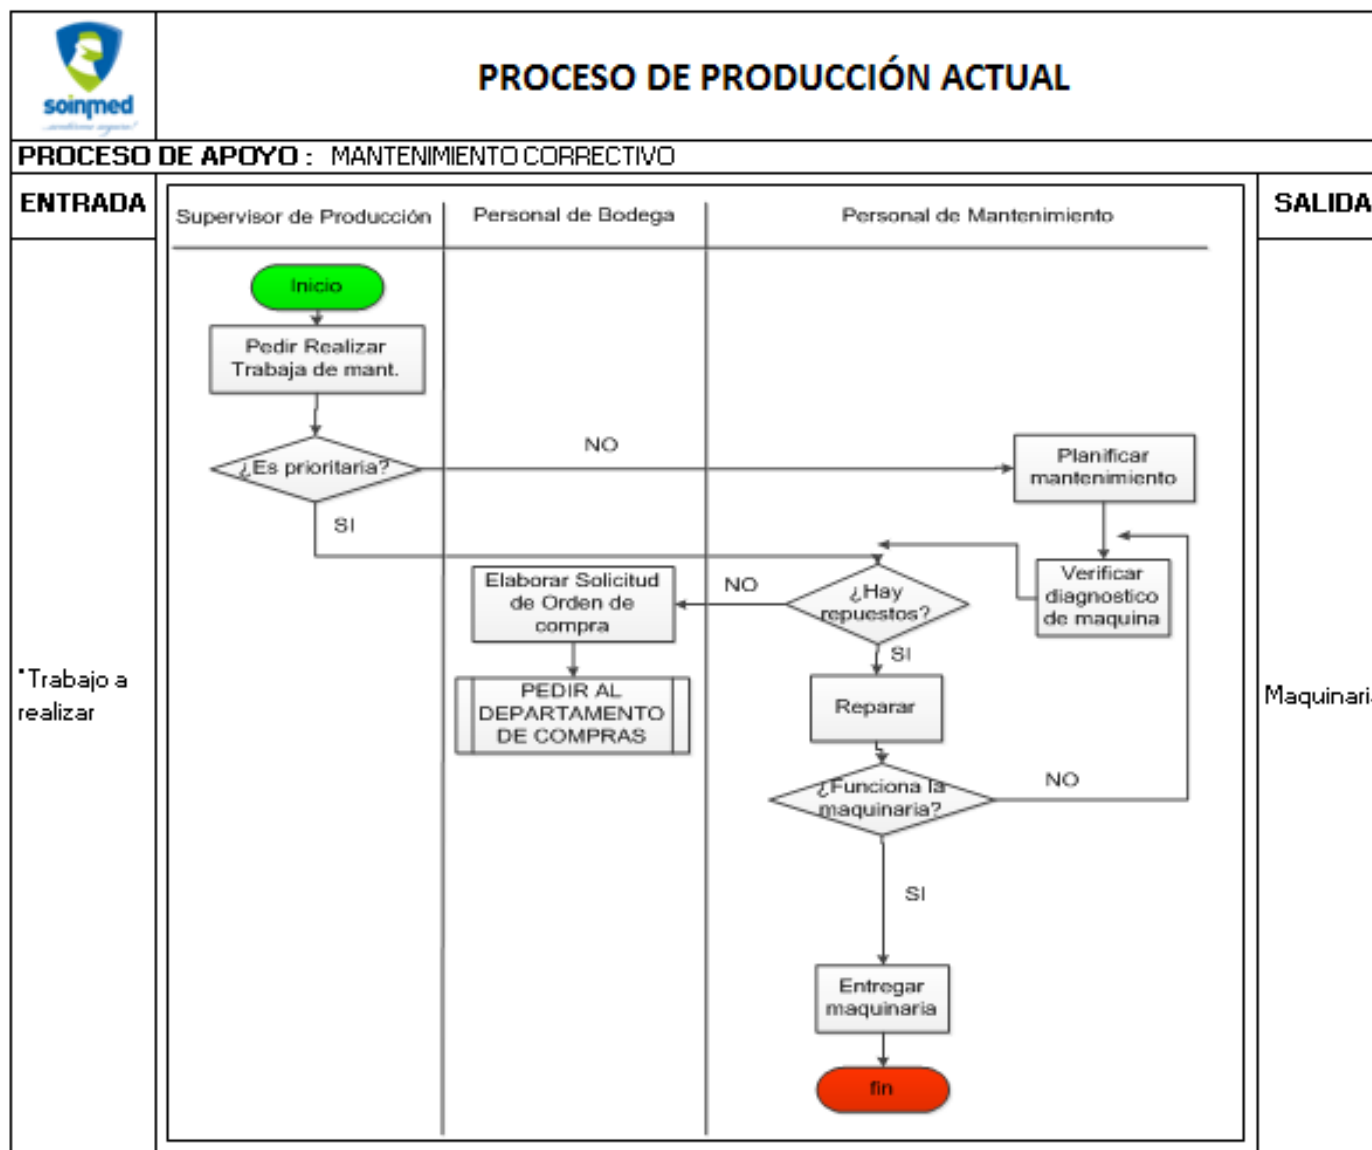 soinmed
PROCESO DE PRODUCCIÓN ACTUAL
PROCESO DE APOYO : MANTENIMIENTO CORRECTIVO
ENTRADA
Supervisor de Producción
Personal de Bodega
Personal de Mantenimiento
SALIDA
Inicio
Pedir Realizar
Trabaja de mant.
¿Es prioritaria?
NO
Planificar
mantenimiento
SI
Elaborar Solicitud
de Orden de
compra
NO
¿Hay
repuestos?
Verificar
diagnostico
de maquina
SI
*Trabajo a
realizar
PEDIR AL
DEPARTAMENTO
DE COMPRAS
Reparar
Maquinaria
¿Funciona la
maquinaria?
NO
SI
Entregar
maquinaria
fin